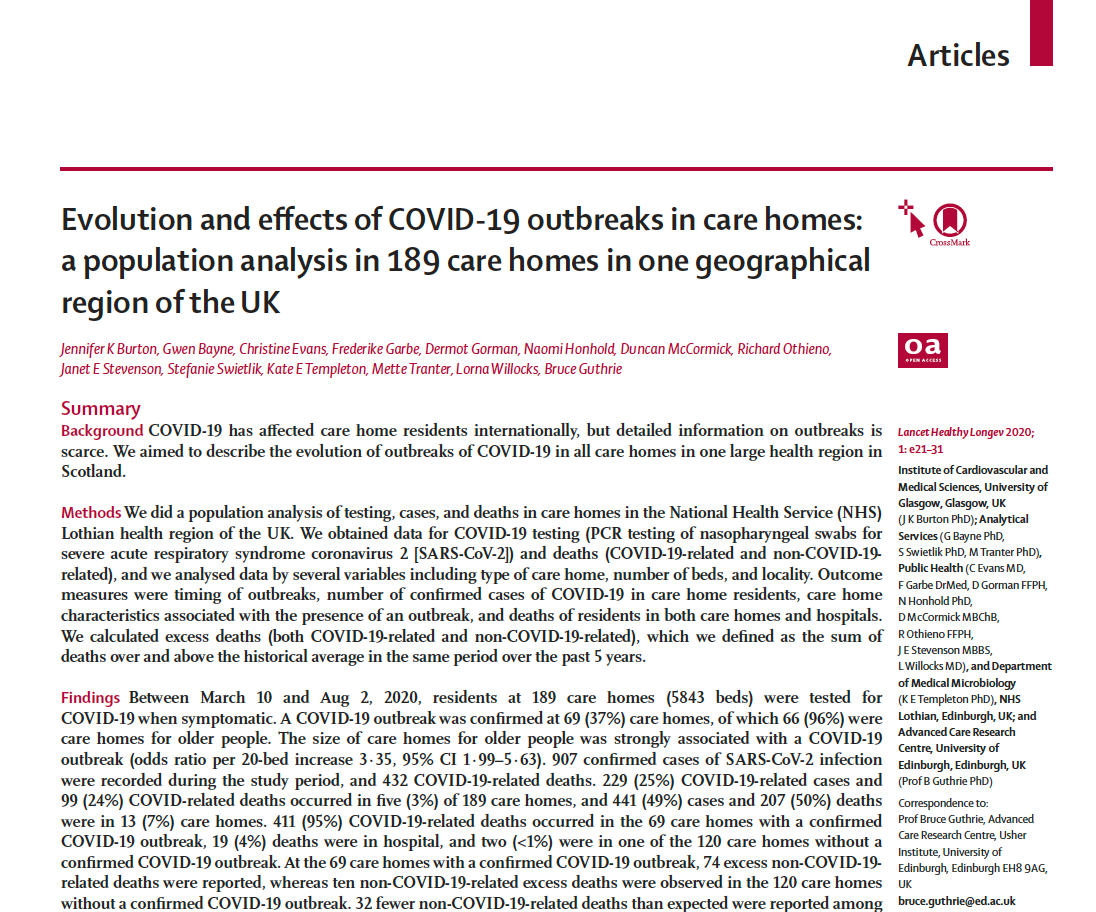 Articles
Evolution and effects of COVID-19 outbreaks in care homes:
a population analysis in 189 care homes in one geographical
region of the UK
CrossMark
Jennifer K Burton, Gwen Bayne, Christine Evans, Frederike Garbe, Dermot Gorman, Naomi Honhold, Duncan McCormick, Richard Othieno,
Janet E Stevenson, Stefanie Swietlik, Kate E Templeton, Mette Tranter, Lorna Willocks, Bruce Guthrie
oa
OPEN ACCESS
Summary
Background COVID-19 has affected care home residents internationally, but detailed information on outbreaks is
scarce. We aimed to describe the evolution of outbreaks of COVID-19 in all care homes in one large health region in
Scotland.
Methods We did a population analysis of testing, cases, and deaths in care homes in the National Health Service (NHS)
Lothian health region of the UK. We obtained data for COVID-19 testing (PCR testing of nasopharyngeal swabs for
severe acute respiratory syndrome coronavirus 2 [SARS-CoV-2]) and deaths (COVID-19-related and non-COVID-19-
related), and we analysed data by several variables including type of care home, number of beds, and locality. Outcome
measures were timing of outbreaks, number of confirmed cases of COVID-19 in care home residents, care home
characteristics associated with the presence of an outbreak, and deaths of residents in both care homes and hospitals.
We calculated excess deaths (both COVID-19-related and non-COVID-19-related), which we defined as the sum of
deaths over and above the historical average in the same period over the past 5 years.
Findings Between March 10 and Aug 2, 2020, residents at 189 care homes (5843 beds) were tested for
COVID-19 when symptomatic. A COVID-19 outbreak was confirmed at 69 (37%) care homes, of which 66 (96%) were
care homes for older people. The size of care homes for older people was strongly associated with a COVID-19
outbreak (odds ratio per 20-bed increase 3·35, 95% CI 1·99–5·63). 907 confirmed cases of SARS-CoV-2 infection
were recorded during the study period, and 432 COVID-19-related deaths. 229 (25%) COVID-19-related cases and
99 (24%) COVID-related deaths occurred in five (3%) of 189 care homes, and 441 (49%) cases and 207 (50%) deaths
were in 13 (7%) care homes. 411 (95%) COVID-19-related deaths occurred in the 69 care homes with a confirmed
COVID-19 outbreak, 19 (4%) deaths were in hospital, and two (<1%) were in one of the 120 care homes without a
confirmed COVID-19 outbreak. At the 69 care homes with a confirmed COVID-19 outbreak, 74 excess non-COVID-19-
related deaths were reported, whereas ten non-COVID-19-related excess deaths were observed in the 120 care homes
without a confirmed COVID-19 outbreak. 32 fewer non-COVID-19-related deaths than expected were reported among
Lancet Healthy Longev 2020;
1: e21–31
Institute of Cardiovascular and
Medical Sciences, University of
Glasgow, Glasgow, UK
(J K Burton PhD); Analytical
Services (G Bayne PhD,
S Swietlik PhD, M Tranter PhD),
Public Health (C Evans MD,
F Garbe DrMed, D Gorman FFPH,
N Honhold PhD,
D McCormick MBChB,
R Othieno FFPH,
J E Stevenson MBBS,
L Willocks MD), and Department
of Medical Microbiology
(K E Templeton PhD), NHS
Lothian, Edinburgh, UK; and
Advanced Care Research
Centre, University of
Edinburgh, Edinburgh, UK
(Prof B Guthrie PhD)
Correspondence to:
Prof Bruce Guthrie, Advanced
Care Research Centre, Usher
Institute, University of
Edinburgh, Edinburgh EH8 9AG,
UK
bruce.guthrie@ed.ac.uk